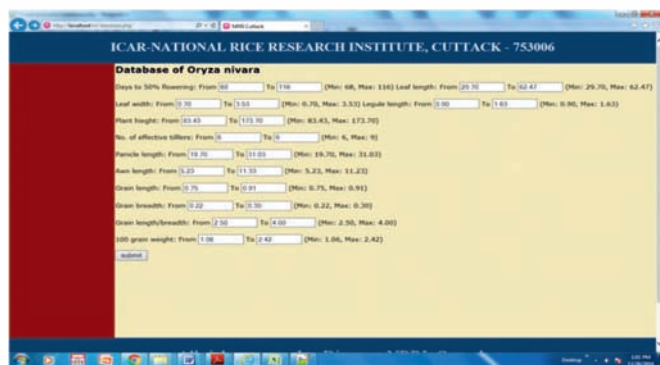 http://localhost/
NRRI Cuttack
ICAR-NATIONAL RICE RESEARCH INSTITUTE, CUTTACK - 753006
Database of Oryza nivara
Days to 50% flowering: From 68 To 116 (Min: 68, Max: 116) Leaf length: From 29.70 To 62.47 (Min: 29.70, Max: 62.47)
Leaf width: From 0.70 To 3.53 (Min: 0.70, Max: 3.53) Legule length: From 0.90 To 1.63 (Min: 0.90, Max: 1.63)
Plant hieght: From 83.43 To 173.70 (Min: 83.43, Max: 173.70)
No. of effective tillers: From 6 To 9 (Min: 6, Max: 9)
Panicle length: From 19.70 To 31.03 (Min: 19.70, Max: 31.03)
Awn length: From 5.23 To 11.23 (Min: 5.23, Max: 11.23)
Grain length: From 0.75 To 0.91 (Min: 0.75, Max: 0.91)
Grain breadth: From 0.22 To 0.30 (Min: 0.22, Max: 0.30)
Grain length/breadth: From 2.50 To 4.00 (Min: 2.50, Max: 4.00)
100 grain weight: From 1.06 To 2.42 (Min: 1.06, Max: 2.42)
submit
Desktop